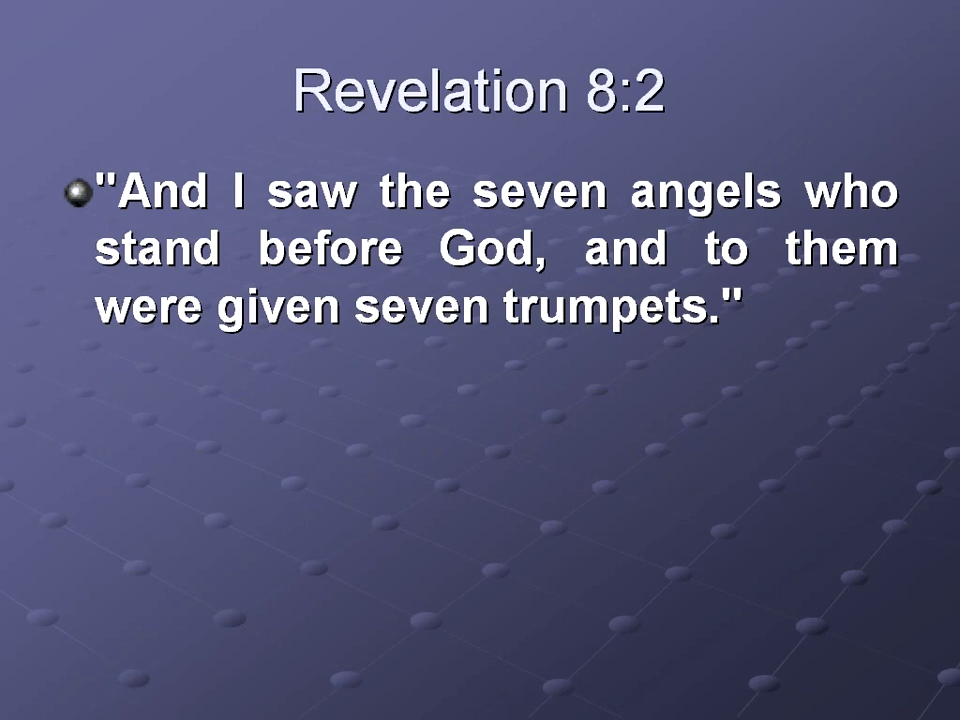 Revelation 8:2
"And I saw the seven angels who
stand before God, and to them
were given seven trumpets."